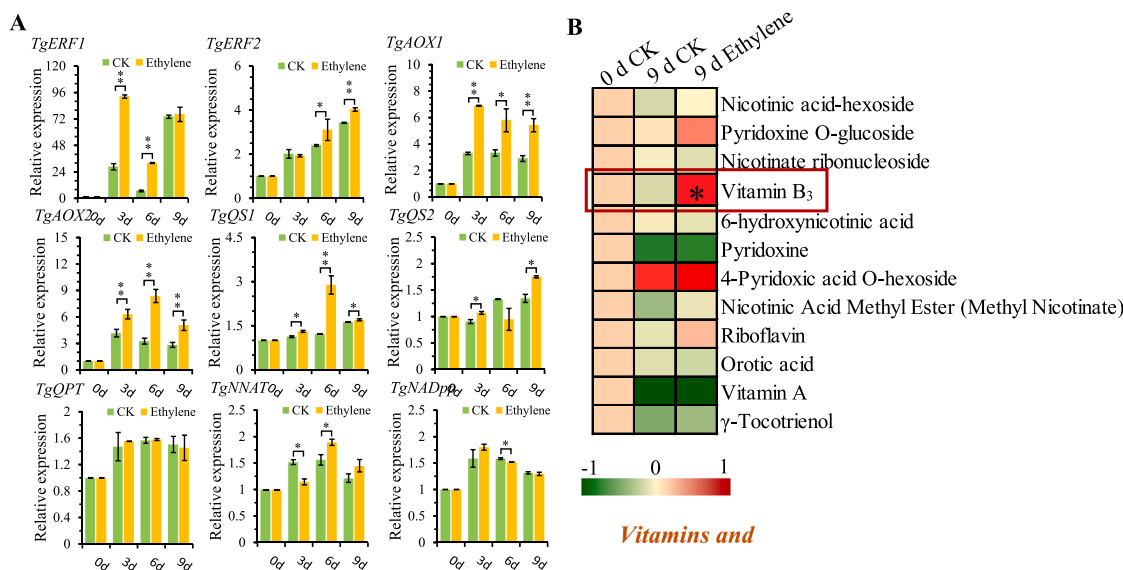 A
TgERF1
CK Ethylene
Relative expression
120
96
72
48
24
0
**
**
0d 3d 6d 9d
TgERF2
CK Ethylene
Relative expression
6
4
2
0
*
**
TgAOX1
CK Ethylene
Relative expression
10
8
6
4
2
0
**
*
**
TgAOX2
CK Ethylene
Relative expression
15
12
9
6
3
0
**
**
**
0d 3d 6d 9d
TgQS1
0d 3d 6d 9d
CK Ethylene
Relative expression
4.5
3
1.5
0
*
**
*
0d 3d 6d 9d
TgQS2
0d 3d 6d 9d
CK Ethylene
Relative expression
2
1.5
1
0.5
0
*
*
0d 3d 6d 9d
TgQPT
CK Ethylene
Relative expression
2
1.6
1.2
0.8
0.4
0
0d 3d 6d 9d
TgNNAT
CK Ethylene
Relative expression
2.5
2
1.5
1
0.5
0
*
*
0d 3d 6d 9d
CK Ethylene
Relative expression
2.5
2
1.5
1
0.5
0
*
0d 3d 6d 9d
B
0 d CK
9 d CK
9 d Ethylene
Nicotinic acid-hexoside
Pyridoxine O-glucoside
Nicotinate ribonucleoside
* Vitamin B₃
6-hydroxynicotinic acid
Pyridoxine
4-Pyridoxic acid O-hexoside
Nicotinic Acid Methyl Ester (Methyl Nicotinate)
Riboflavin
Orotic acid
Vitamin A
γ-Tocotrienol
-1 0 1
Vitamins and